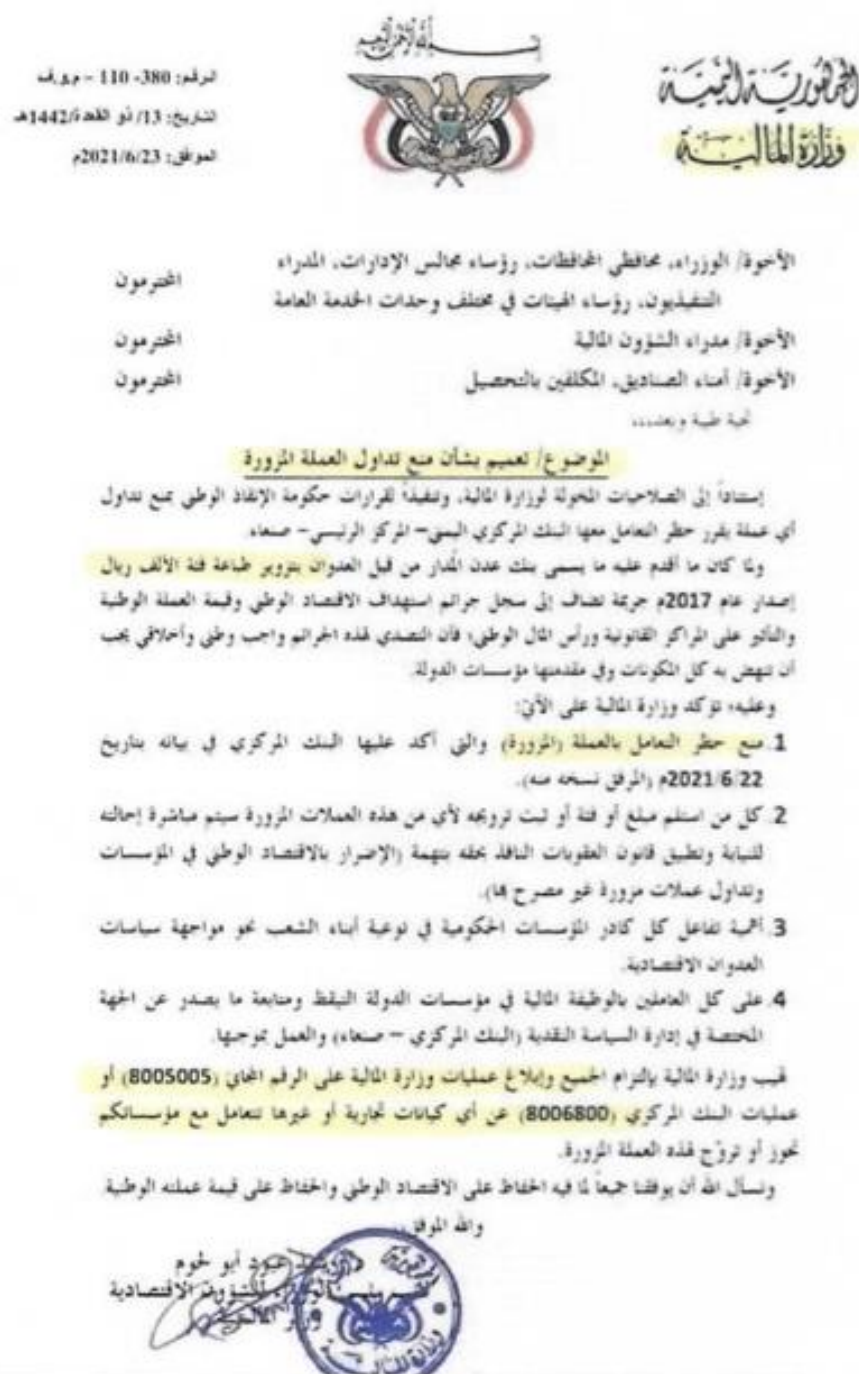 بسم الله الرحمن الرحيم
الجمهورية اليمنية
وزارة المالية
الرقم: 380- 110 – م.و.ف
التاريخ: 13/ ذو القعدة/1442هـ
الموافق: 2021/6/23م
الأخوة/ الوزراء، محافظي المحافظات، رؤساء مجالس الإدارات، المدراء
التنفيذيون، رؤساء الهيئات في مختلف وحدات الخدمة العامة المحترمون
الأخوة/ مدراء الشؤون المالية المحترمون
الأخوة/ أمناء الصناديق، المكلفين بالتحصيل المحترمون
تحية طيبة وبعد،،،،
الموضوع/ تعميم بشأن منع تداول العملة المزورة
إستناداً إلى الصلاحيات المخولة لوزارة المالية، وتنفيذاً لقرارات حكومة الإنقاذ الوطني بمنع تداول
أي عملة يقرر حظر التعامل معها البنك المركزي اليمني– المركز الرئيسي– صنعاء.
ولما كان ما أقدم عليه ما يسمى بنك عدن المُدار من قبل العدوان بتزوير طباعة فئة الألف ريال
إصدار عام 2017م جريمة تضاف إلى سجل جرائم استهداف الاقتصاد الوطني وقيمة العملة الوطنية
والتأثير على المراكز القانونية ورأس المال الوطني؛ فأن التصدي لهذه الجرائم واجب وطني وأخلاقي يجب
أن تنهض به كل المكونات وفي مقدمتها مؤسسات الدولة.
وعليه؛ تؤكد وزارة المالية على الآتي:
1. منع حظر التعامل بالعملة (المزورة) والتي أكد عليها البنك المركزي في بيانه بتاريخ
2021/6/22م (المرفق نسخه منه).
2. كل من استلم مبلغ أو فئة أو ثبت ترويجه لأي من هذه العملات المزورة سيتم مباشرة إحالته
للنيابة وتطبيق قانون العقوبات النافذ بحقه بتهمة (الإضرار بالاقتصاد الوطني في المؤسسات
وتداول عملات مزورة غير مصرح بها).
3. أهمية تفاعل كل كادر المؤسسات الحكومية في توعية أبناء الشعب نحو مواجهة سياسات
العدوان الاقتصادية.
4. على كل العاملين بالوظيفة المالية في مؤسسات الدولة التيقظ ومتابعة ما يصدر عن الجهة
المختصة في إدارة السياسة النقدية (البنك المركزي – صنعاء) والعمل بموجبها.
تهيب وزارة المالية بإلتزام الجميع وإبلاغ عمليات وزارة المالية على الرقم المجاني (8005005) أو
عمليات البنك المركزي (8006800) عن أي كيانات تجارية أو غيرها تتعامل مع مؤسساتكم
تحوز أو تروّج لهذه العملة المزورة.
ونسأل الله أن يوفقنا جميعاً لما فيه الحفاظ على الاقتصاد الوطني والحفاظ على قيمة عملته الوطنية.
والله الموفق
أبو لحوم
للشؤون الاقتصادية